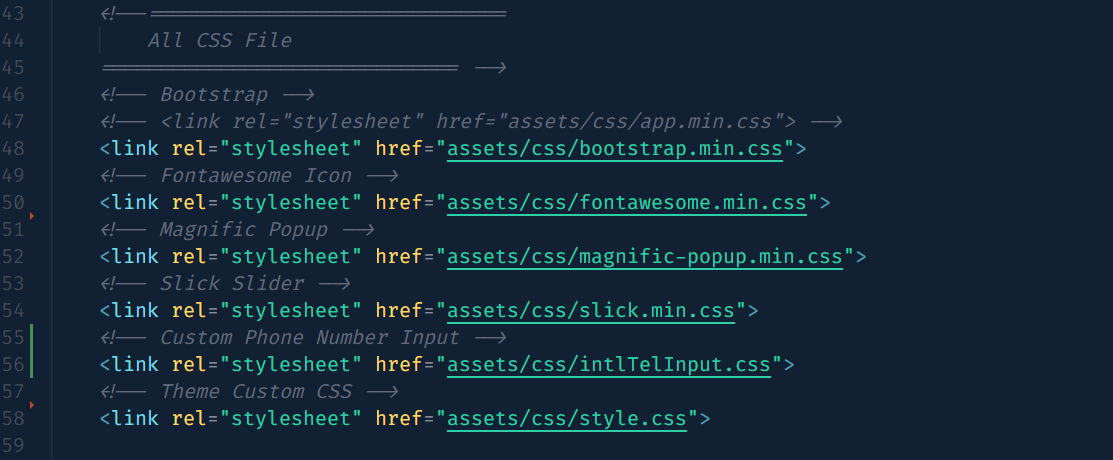 43 <!--==============================
44 All CSS File
45 ============================== -->
46 <!-- Bootstrap -->
47 <!-- <link rel="stylesheet" href="assets/css/app.min.css"> -->
48 <link rel="stylesheet" href="assets/css/bootstrap.min.css">
49 <!-- Fontawesome Icon -->
50 <link rel="stylesheet" href="assets/css/fontawesome.min.css">
51 <!-- Magnific Popup -->
52 <link rel="stylesheet" href="assets/css/magnific-popup.min.css">
53 <!-- Slick Slider -->
54 <link rel="stylesheet" href="assets/css/slick.min.css">
55 <!-- Custom Phone Number Input -->
56 <link rel="stylesheet" href="assets/css/intlTelInput.css">
57 <!-- Theme Custom CSS -->
58 <link rel="stylesheet" href="assets/css/style.css">
59